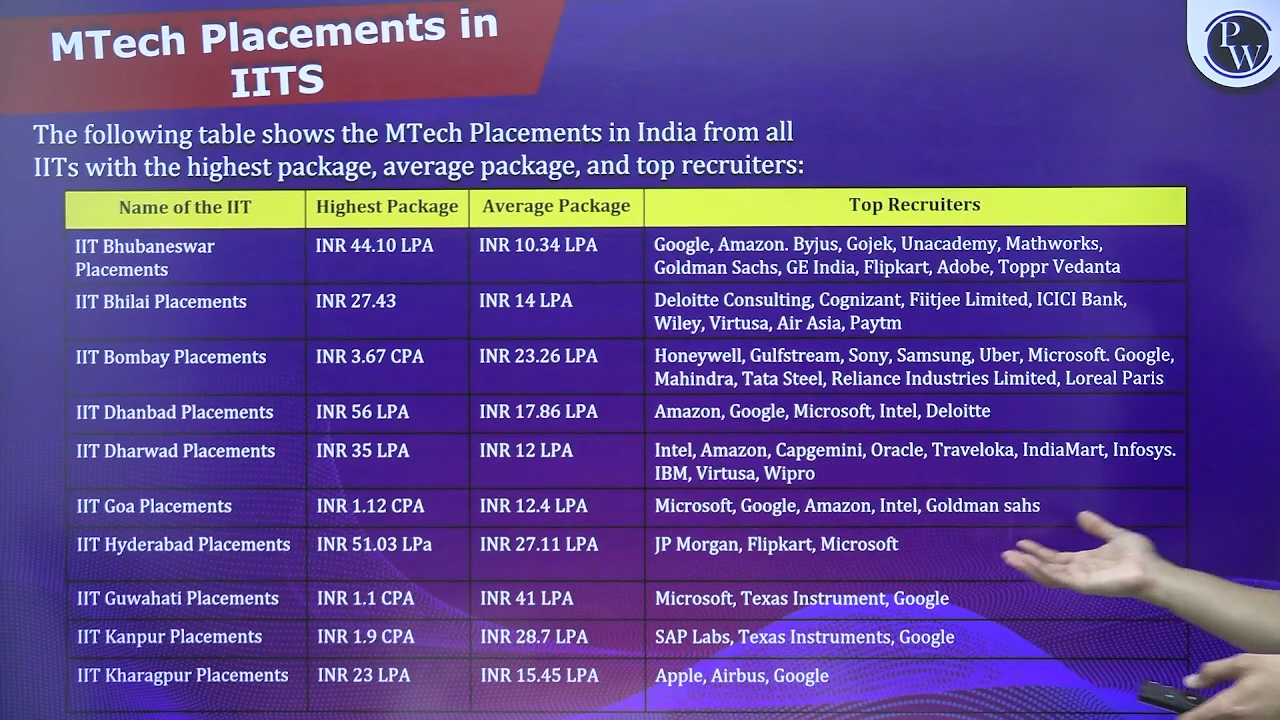 MTech Placements in
IITS
PW
The following table shows the MTech Placements in India from all
IITs with the highest package, average package, and top recruiters:
Name of the IIT Highest Package Average Package Top Recruiters
IIT Bhubaneswar Placements INR 44.10 LPA INR 10.34 LPA Google, Amazon. Byjus, Gojek, Unacademy, Mathworks,
Goldman Sachs, GE India, Flipkart, Adobe, Toppr Vedanta
IIT Bhilai Placements INR 27.43 INR 14 LPA Deloitte Consulting, Cognizant, Fiitjee Limited, ICICI Bank,
Wiley, Virtusa, Air Asia, Paytm
IIT Bombay Placements INR 3.67 CPA INR 23.26 LPA Honeywell, Gulfstream, Sony, Samsung, Uber, Microsoft. Google,
Mahindra, Tata Steel, Reliance Industries Limited, Loreal Paris
IIT Dhanbad Placements INR 56 LPA INR 17.86 LPA Amazon, Google, Microsoft, Intel, Deloitte
IIT Dharwad Placements INR 35 LPA INR 12 LPA Intel, Amazon, Capgemini, Oracle, Traveloka, IndiaMart, Infosys.
IBM, Virtusa, Wipro
IIT Goa Placements INR 1.12 CPA INR 12.4 LPA Microsoft, Google, Amazon, Intel, Goldman sahs
IIT Hyderabad Placements INR 51.03 LPa INR 27.11 LPA JP Morgan, Flipkart, Microsoft
IIT Guwahati Placements INR 1.1 CPA INR 41 LPA Microsoft, Texas Instrument, Google
IIT Kanpur Placements INR 1.9 CPA INR 28.7 LPA SAP Labs, Texas Instruments, Google
IIT Kharagpur Placements INR 23 LPA INR 15.45 LPA Apple, Airbus, Google